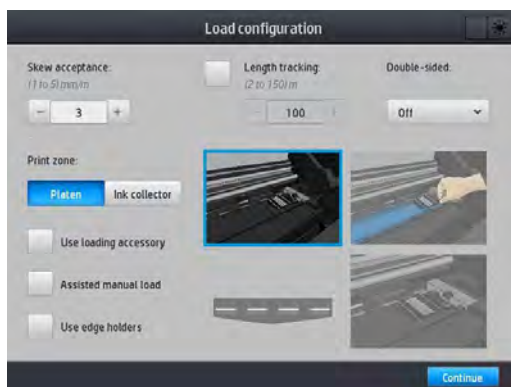 Load configuration
Skew acceptance:
(1 to 5) mm/m
- 3 +
Length tracking:
(2 to 150) m
- 100
Double-sided:
Off
Print zone:
Platen
Ink collector
Use loading accessory
Assisted manual load
Use edge holders
Continue